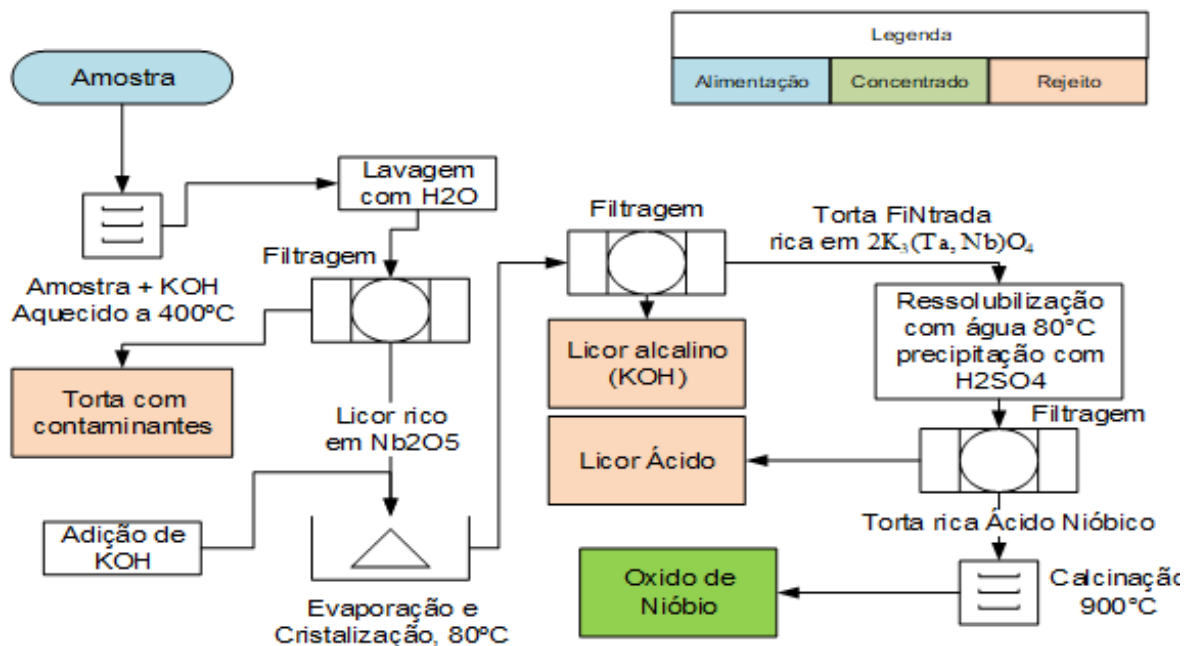 Legenda
Alimentação
Concentrado
Rejeito
Amostra
Amostra + KOH
Aquecido a 400ºC
Lavagem
com H2O
Filtragem
Torta com
contaminantes
Licor rico
em Nb2O5
Adição de
KOH
Evaporação e
Cristalização, 80ºC
Filtragem
Licor alcalino
(KOH)
Torta FiNtrada
rica em 2K₃(Ta, Nb)O₄
Ressolubilização
com água 80°C
precipitação com
H2SO4
Filtragem
Licor Ácido
Torta rica Ácido Nióbico
Calcinação
900°C
Oxido de
Nióbio